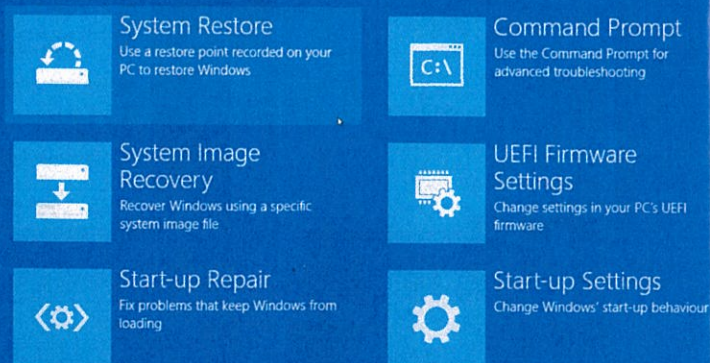 System Restore
Use a restore point recorded on your
PC to restore Windows
Command Prompt
Use the Command Prompt for
advanced troubleshooting
C:\
System Image
Recovery
Recover Windows using a specific
system image file
UEFI Firmware
Settings
Change settings in your PC's UEFI
firmware
Start-up Repair
Fix problems that keep Windows from
loading
Start-up Settings
Change Windows' start-up behaviour